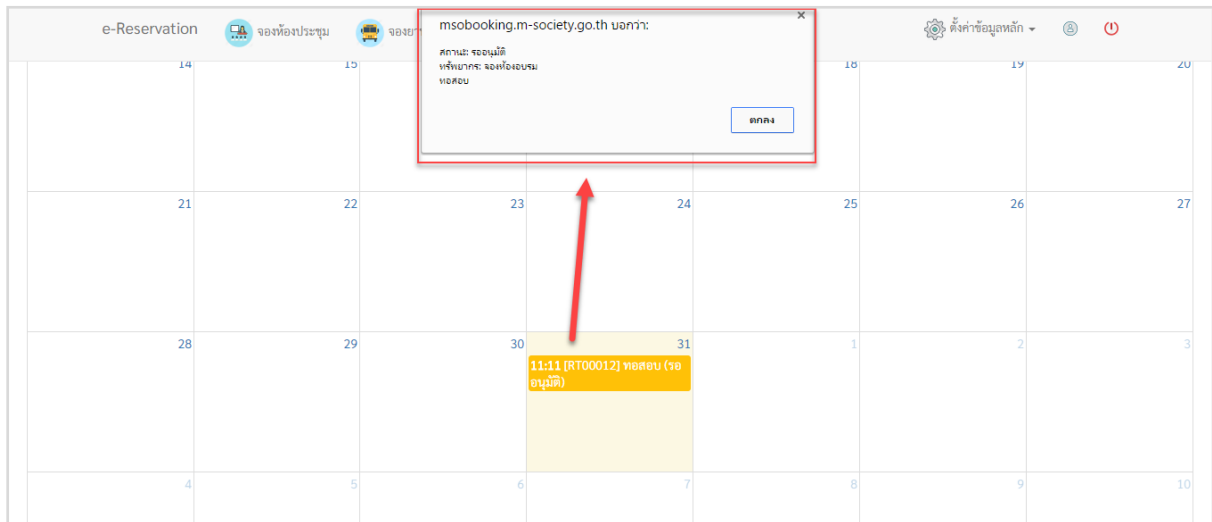 e-Reservation จองห้องประชุม จองยา ตั้งค่าข้อมูลหลัก
msobooking.m-society.go.th บอกว่า: ×
สถานะ: รออนุมัติ
ทรัพยากร: จองห้องอบรม
ทอสอบ
ตกลง
14 15 18 19 20
21 22 23 24 25 26 27
28 29 30 31 1 2 3
11:11 [RT00012] ทอสอบ (รอ
อนุมัติ)
4 5 6 7 8 9 10